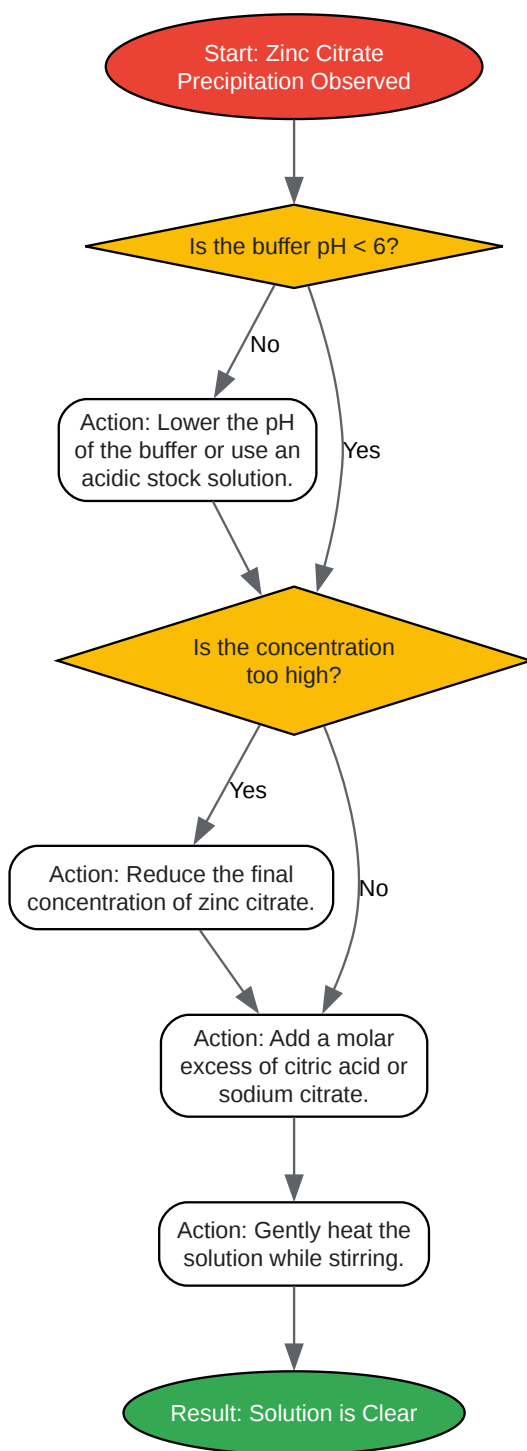 Start: Zinc Citrate
Precipitation Observed
Is the buffer pH < 6?
No
Action: Lower the pH
of the buffer or use an
acidic stock solution.
Yes
Is the concentration
too high?
Yes
Action: Reduce the final
concentration of zinc citrate.
No
Action: Add a molar
excess of citric acid or
sodium citrate.
Action: Gently heat the
solution while stirring.
Result: Solution is Clear